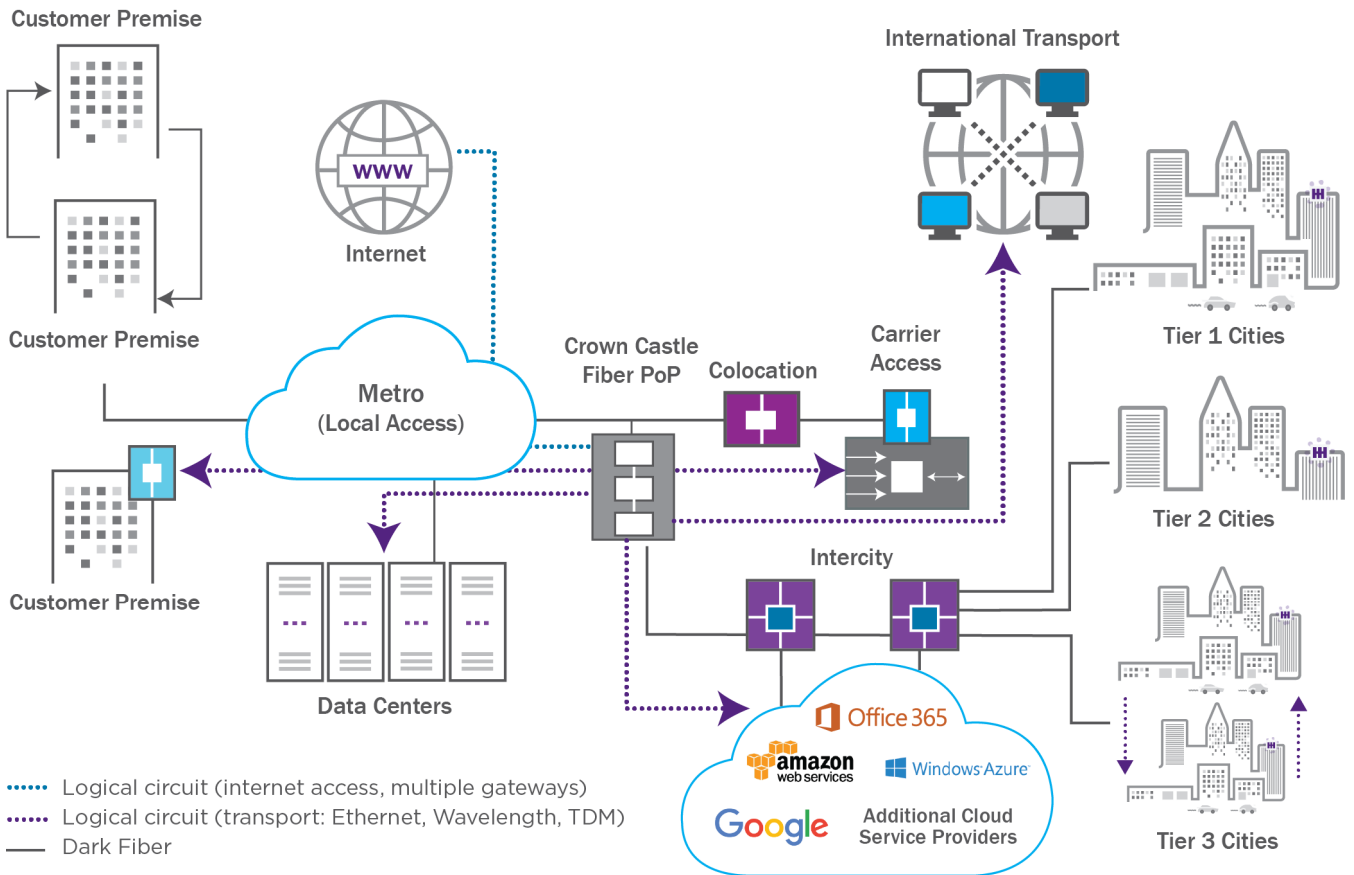 Customer Premise
International Transport
WWW
Internet
Customer Premise
Tier 1 Cities
Crown Castle
Fiber PoP
Colocation
Carrier
Access
Metro
(Local Access)
Tier 2 Cities
Intercity
Customer Premise
Data Centers
Office 365
amazon
web services
Windows Azure
Google
Additional Cloud
Service Providers
Tier 3 Cities
Logical circuit (internet access, multiple gateways)
Logical circuit (transport: Ethernet, Wavelength, TDM)
Dark Fiber